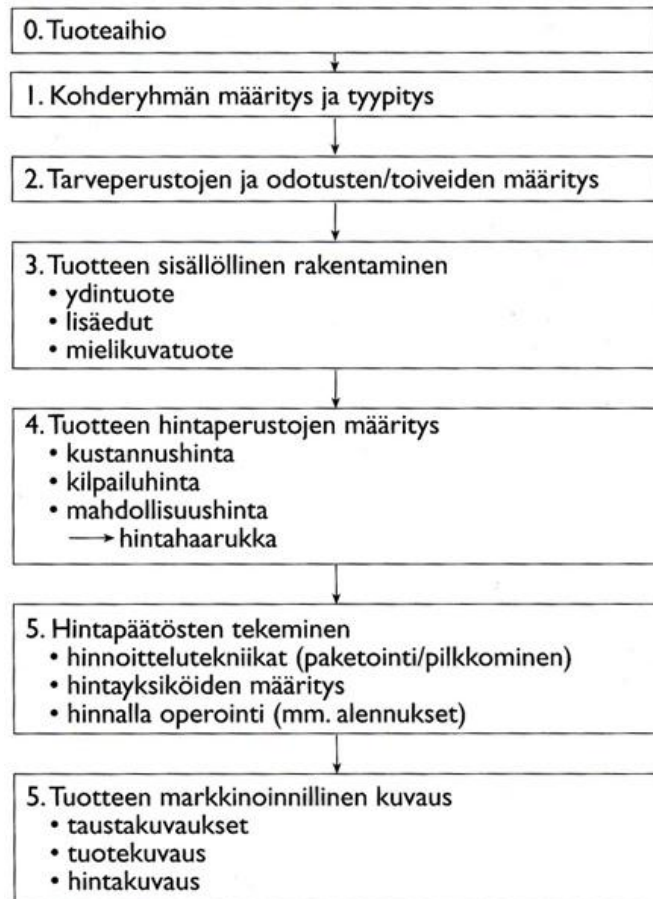 0. Tuoteaihio
1. Kohderyhmän määritys ja tyypitys
2. Tarveperustojen ja odotusten/toiveiden määritys
3. Tuotteen sisällöllinen rakentaminen
• ydintuote
• lisäedut
• mielikuvatuote
4. Tuotteen hintaperustojen määritys
• kustannushinta
• kilpailuhinta
• mahdollisuushinta
→ hintahaarukka
5. Hintapäätösten tekeminen
• hinnoittelutekniikat (paketointi/pilkkominen)
• hintayksiköiden määritys
• hinnalla operointi (mm. alennukset)
5. Tuotteen markkinoinnillinen kuvaus
• taustakuvaukset
• tuotekuvaus
• hintakuvaus